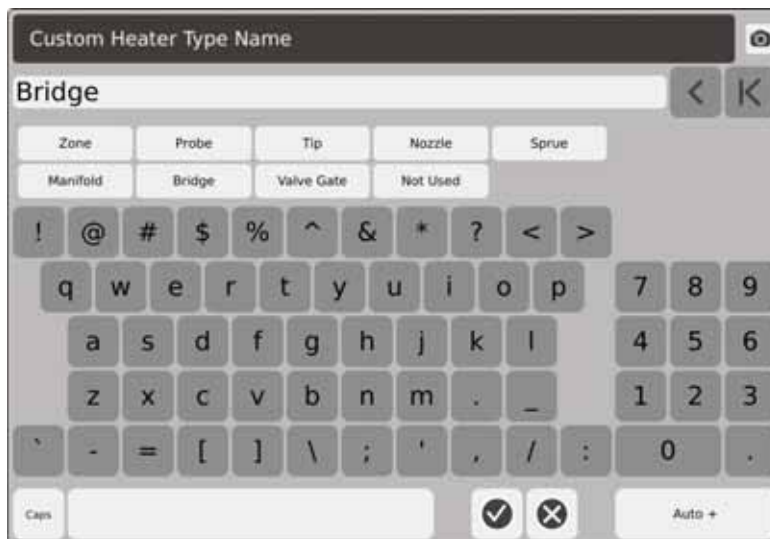 Custom Heater Type Name
Bridge
Zone Probe Tip Nozzle Sprue
Manifold Bridge Valve Gate Not Used
! @ # $ % ^ & * ? < >
q w e r t y u i o p 7 8 9
a s d f g h j k l 4 5 6
z x c v b n m . _ 1 2 3
` - = [ ] \ ; ' , / : 0 .
Caps Auto +